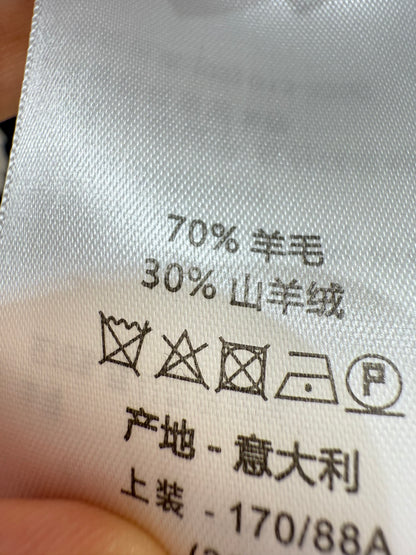 70% 羊毛
30% 山羊绒
P
产地 - 意大利
上装 - 170/88A